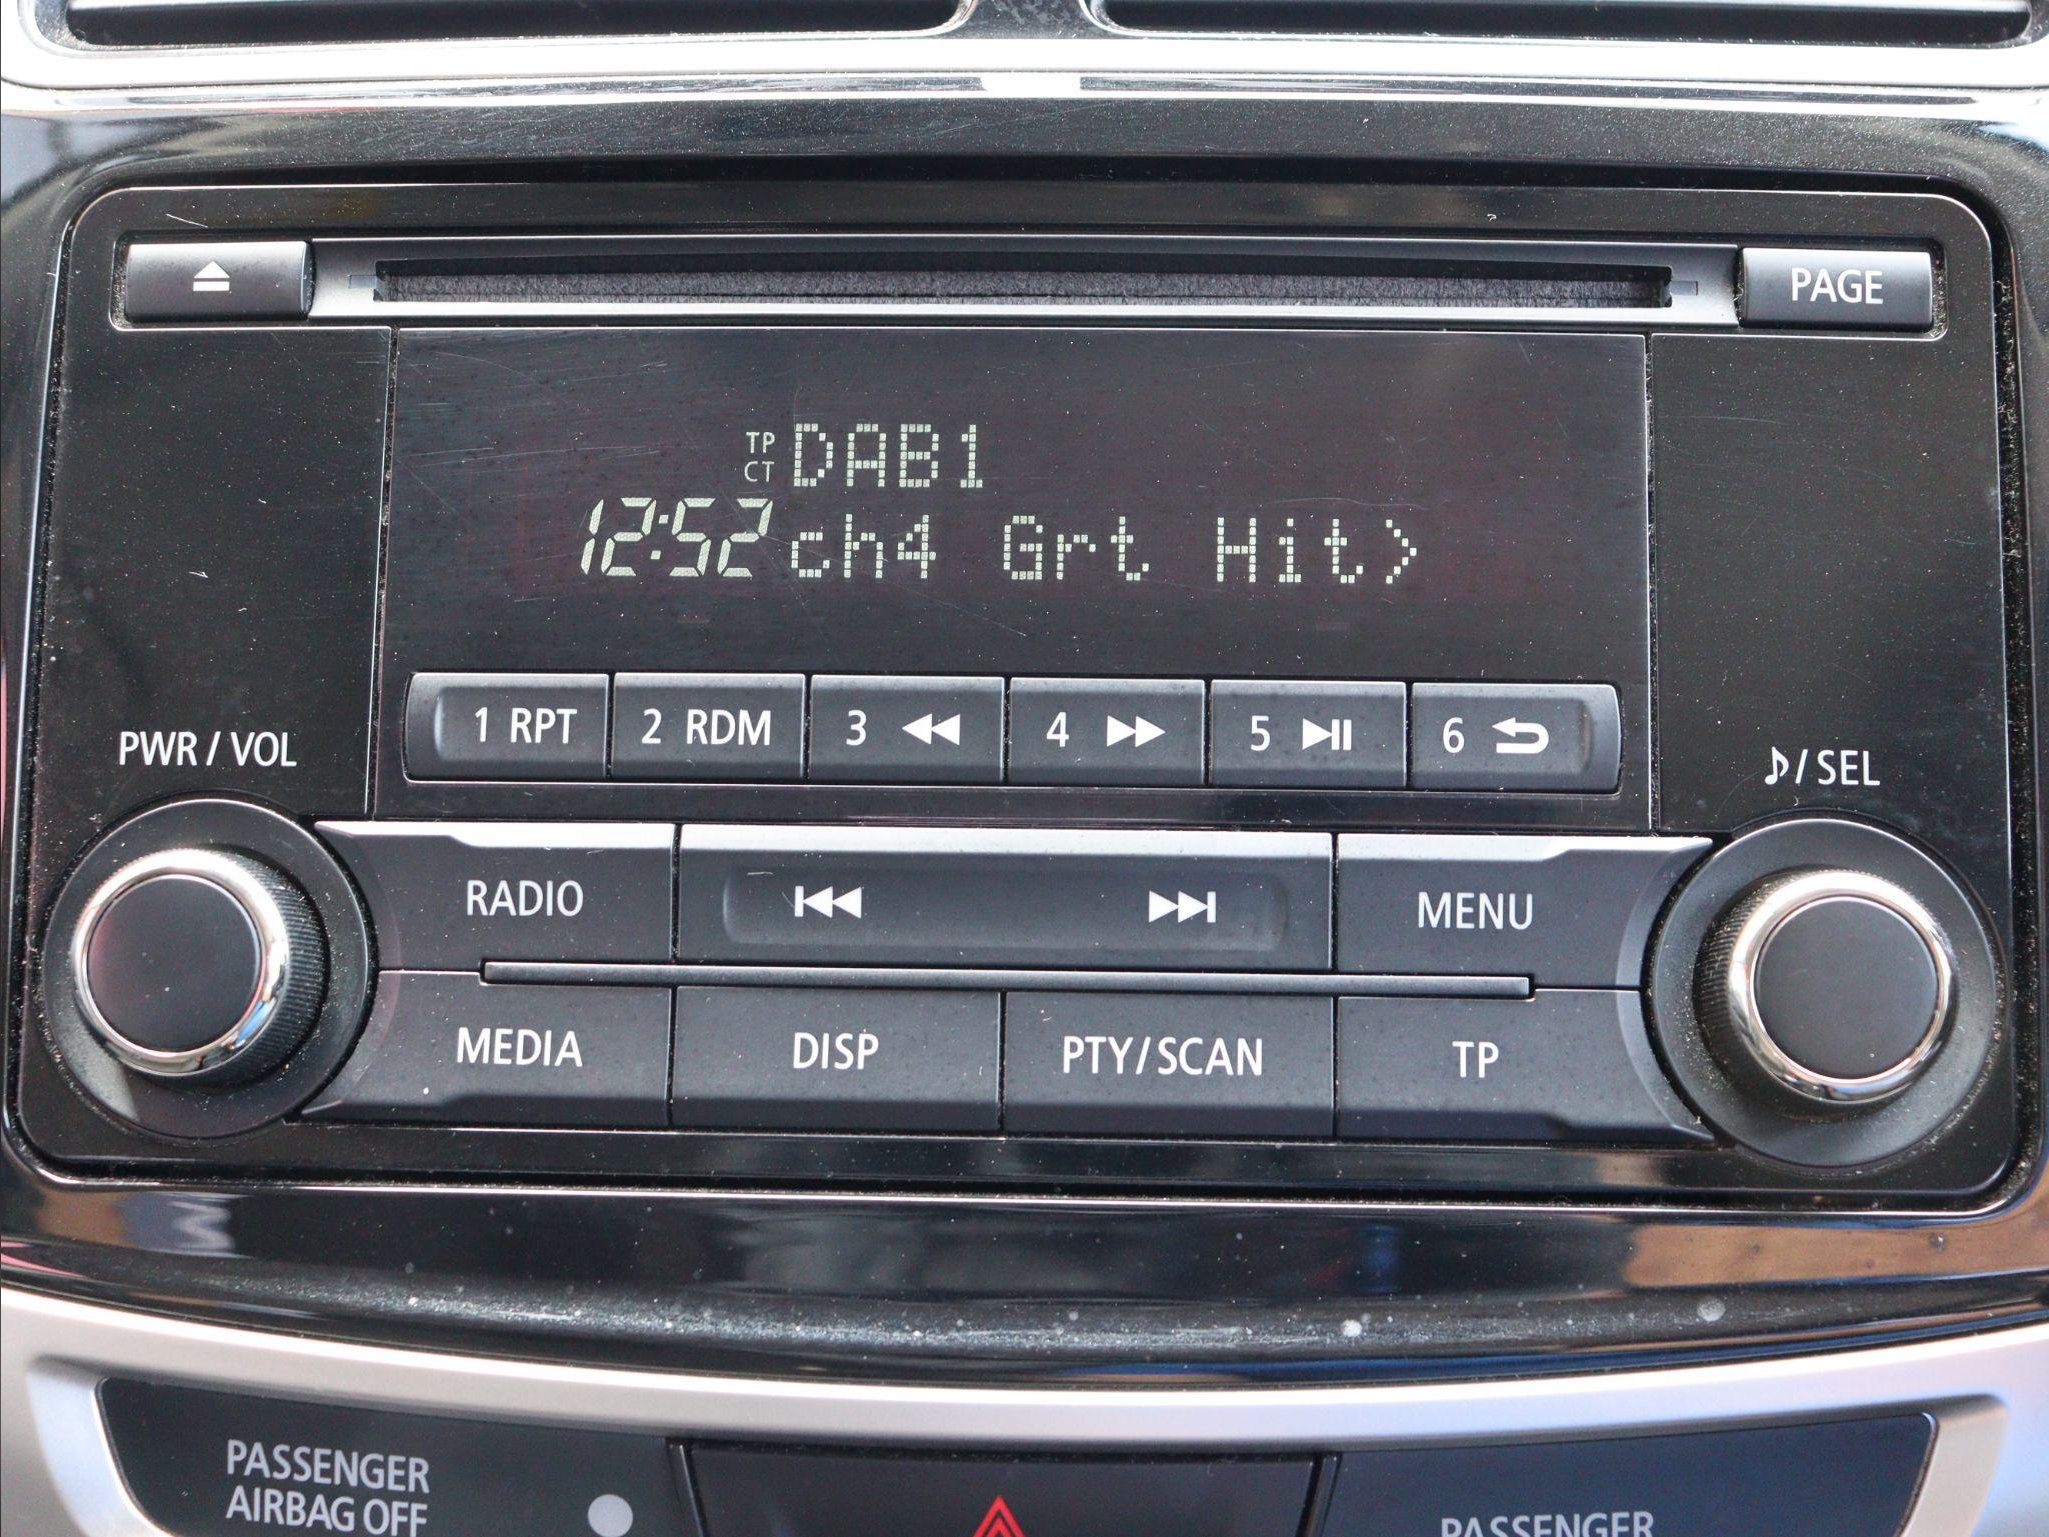 PAGE
TP
CT
DAB1
12:52 ch4 Grt Hit>
1 RPT 2 RDM 3 4 5 6
PWR / VOL
♪/ SEL
RADIO
MENU
MEDIA DISP PTY/SCAN TP
PASSENGER
AIRBAG OFF
PASSENGER